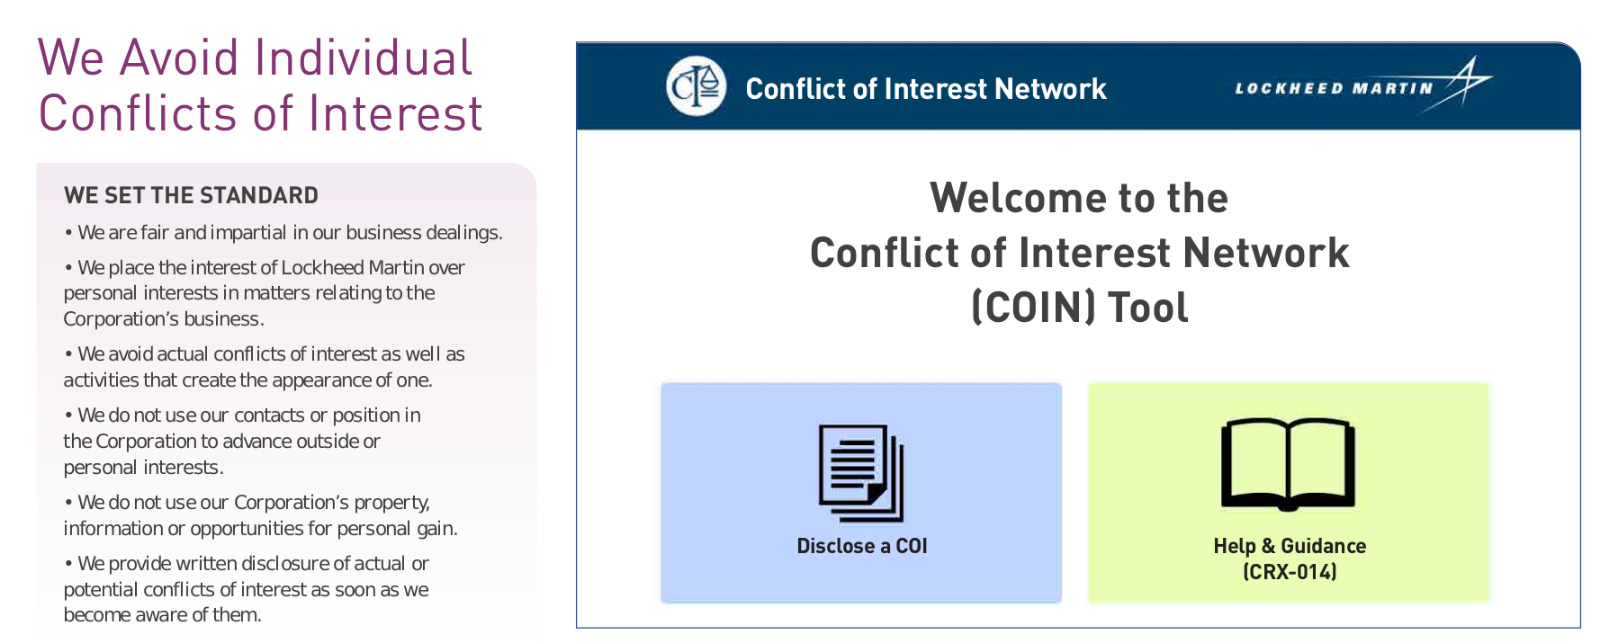 We Avoid Individual
Conflicts of Interest
WE SET THE STANDARD
• We are fair and impartial in our business dealings.
• We place the interest of Lockheed Martin over
personal interests in matters relating to the
Corporation’s business.
• We avoid actual conflicts of interest as well as
activities that create the appearance of one.
• We do not use our contacts or position in
the Corporation to advance outside or
personal interests.
• We do not use our Corporation’s property,
information or opportunities for personal gain.
• We provide written disclosure of actual or
potential conflicts of interest as soon as we
become aware of them.
Conflict of Interest Network
LOCKHEED MARTIN
Welcome to the
Conflict of Interest Network
(COIN) Tool
Disclose a COI
Help & Guidance
(CRX-014)